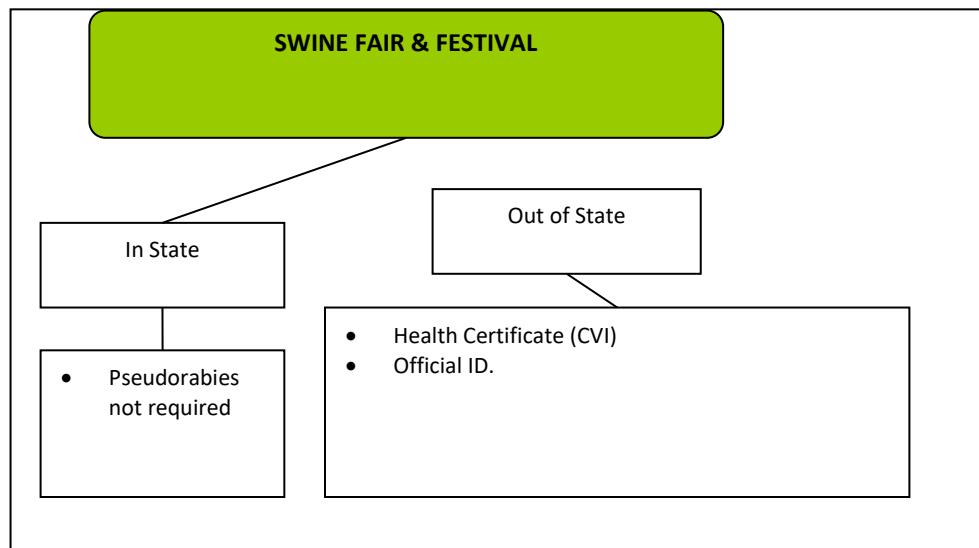 SWINE FAIR & FESTIVAL
In State
Out of State
• Pseudorabies
not required
• Health Certificate (CVI)
• Official ID.